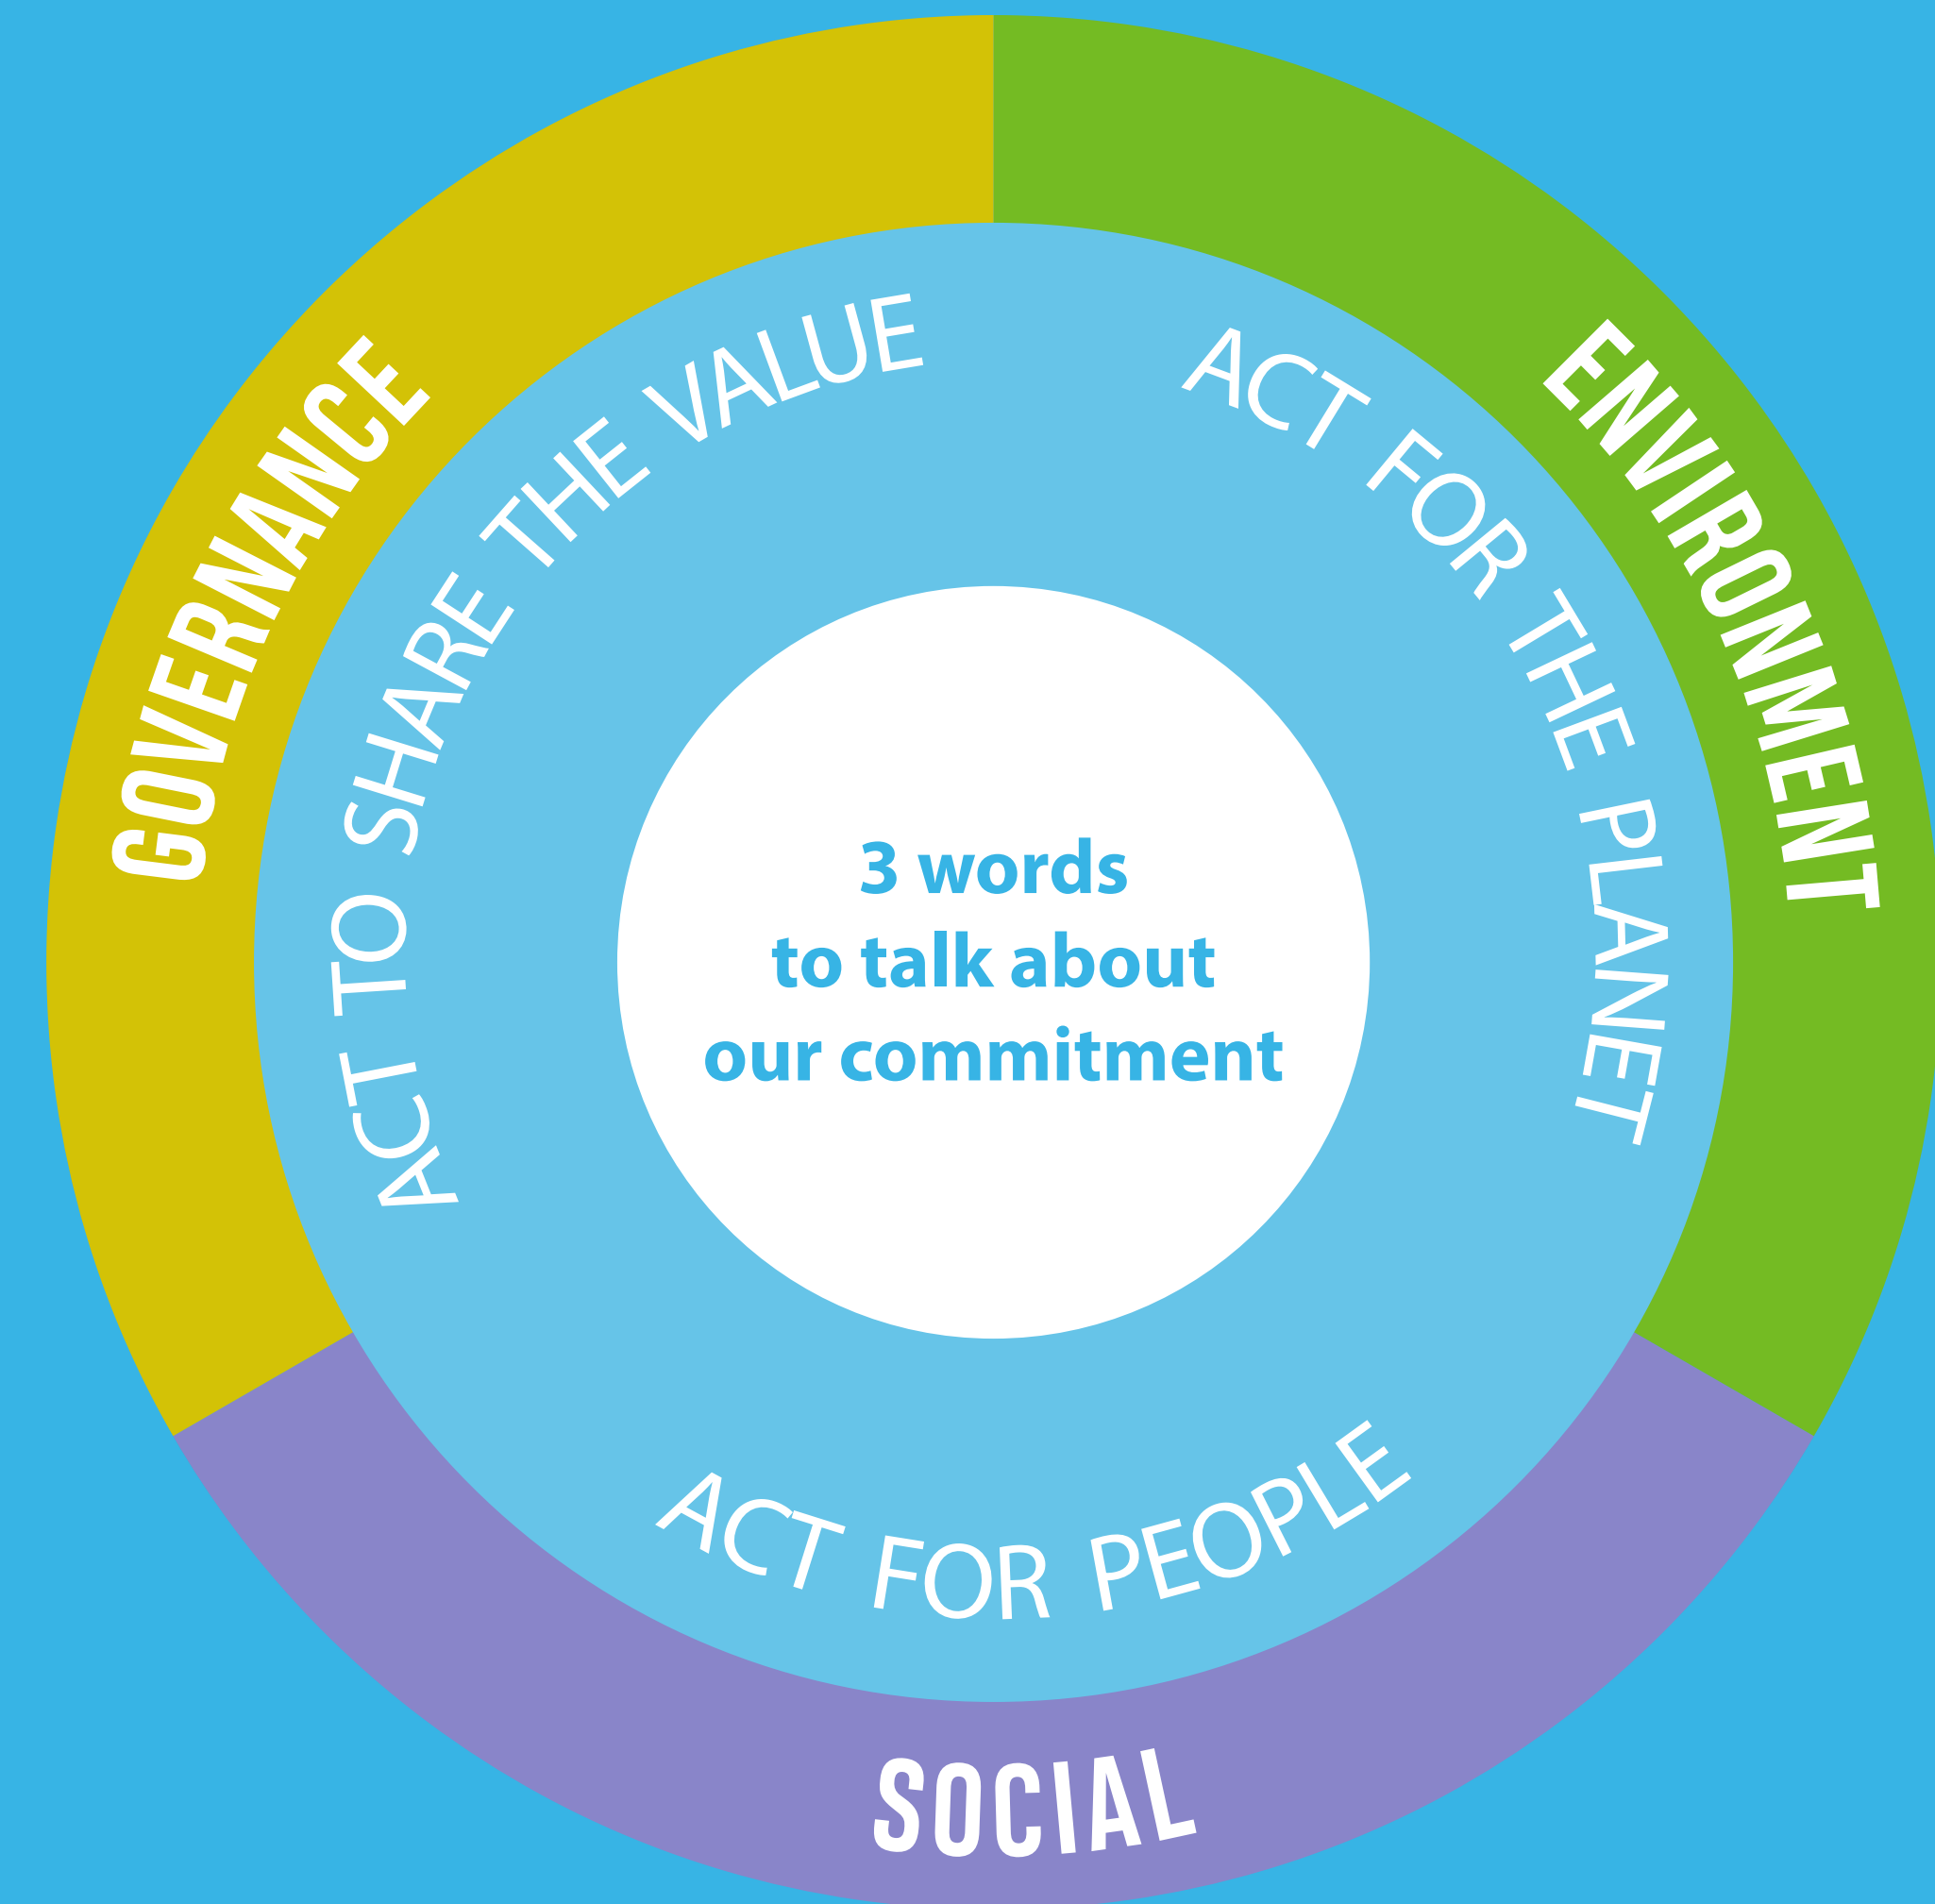 GOVERNANCE
ENVIRONNMENT
ACT TO SHARE THE VALUE
ACT FOR THE PLANET
3 words
to talk about
our commitment
ACT FOR PEOPLE
SOCIAL